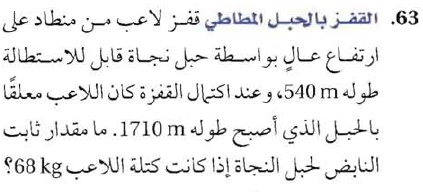 63. القفز بالحبل المطاطي قفز لاعب من منطاد على
ارتفاع عالٍ بواسطة حبل نجاة قابل للاستطالة
طوله 540 m، وعند اكتمال القفزة كان اللاعب معلقًا
بالحبل الذي أصبح طوله 1710 m. ما مقدار ثابت
النابض لحبل النجاة إذا كانت كتلة اللاعب 68 kg؟